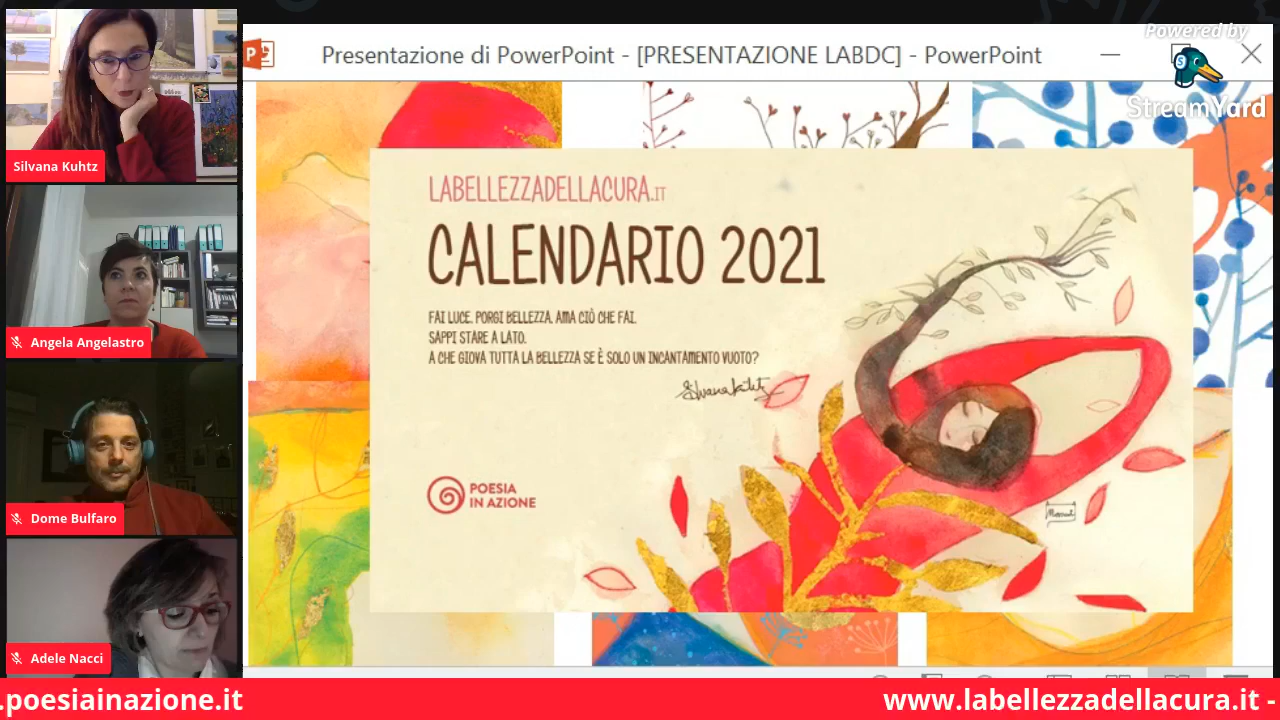 Silvana Kuhtz
Angela Angelastro
Dome Bulfaro
Adele Nacci
P
Presentazione di PowerPoint - [PRESENTAZIONE LABDC] - PowerPoint
Powered by
S
StreamYard
LABELLEZZADELLACURA.IT
CALENDARIO 2021
FAI LUCE. PORGI BELLEZZA. AMA CIÒ CHE FAI.
SAPPI STARE A LATO.
A CHE GIOVA TUTTA LA BELLEZZA SE È SOLO UN INCANTAMENTO VUOTO?
Silvana Kuhtz
POESIA
IN AZIONE
.poesiainazione.it
www.labellezzadellacura.it -